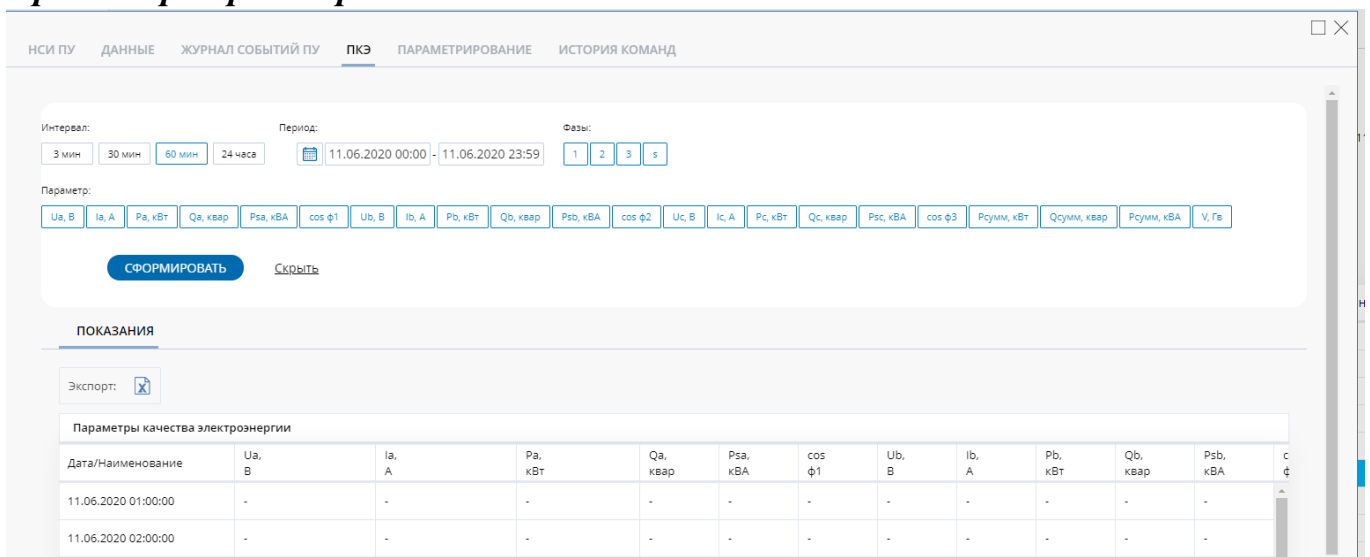 НСИ ПУ ДАННЫЕ ЖУРНАЛ СОБЫТИЙ ПУ ПКЭ ПАРАМЕТРИРОВАНИЕ ИСТОРИЯ КОМАНД
Интервал: Период: Фазы:
3 мин 30 мин 60 мин 24 часа 11.06.2020 00:00 - 11.06.2020 23:59 1 2 3 s
Параметр:
Ua, В Ia, А Pa, кВт Qa, квар Psa, кВА cos ф1 Ub, В Ib, А Pb, кВт Qb, квар Psb, кВА cos ф2 Uc, В Ic, А Pc, кВт Qc, квар Psc, кВА cos ф3 Pсумм, кВт Qсумм, квар Pсумм, кВА V, Гв
СФОРМИРОВАТЬ Скрыть
ПОКАЗАНИЯ
Экспорт:
Параметры качества электроэнергии
Дата/Наименование Ua, В Ia, А Pa, кВт Qa, квар Psa, кВА cos ф1 Ub, В Ib, А Pb, кВт Qb, квар Psb, кВА
11.06.2020 01:00:00 - - - - - - - - - - -
11.06.2020 02:00:00 - - - - - - - - - - -